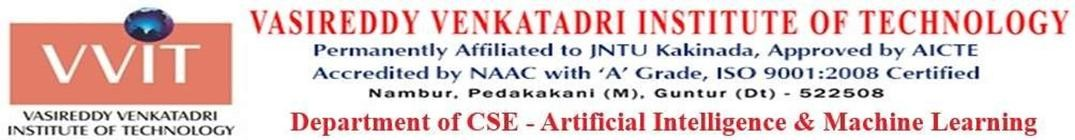 VVIT
VASIREDDY VENKATADRI
INSTITUTE OF TECHNOLOGY
VASIREDDY VENKATADRI INSTITUTE OF TECHNOLOGY
Permanently Affiliated to JNTU Kakinada, Approved by AICTE
Accredited by NAAC with ‘A’ Grade, ISO 9001:2008 Certified
Nambur, Pedakakani (M), Guntur (Dt) - 522508
Department of CSE - Artificial Intelligence & Machine Learning